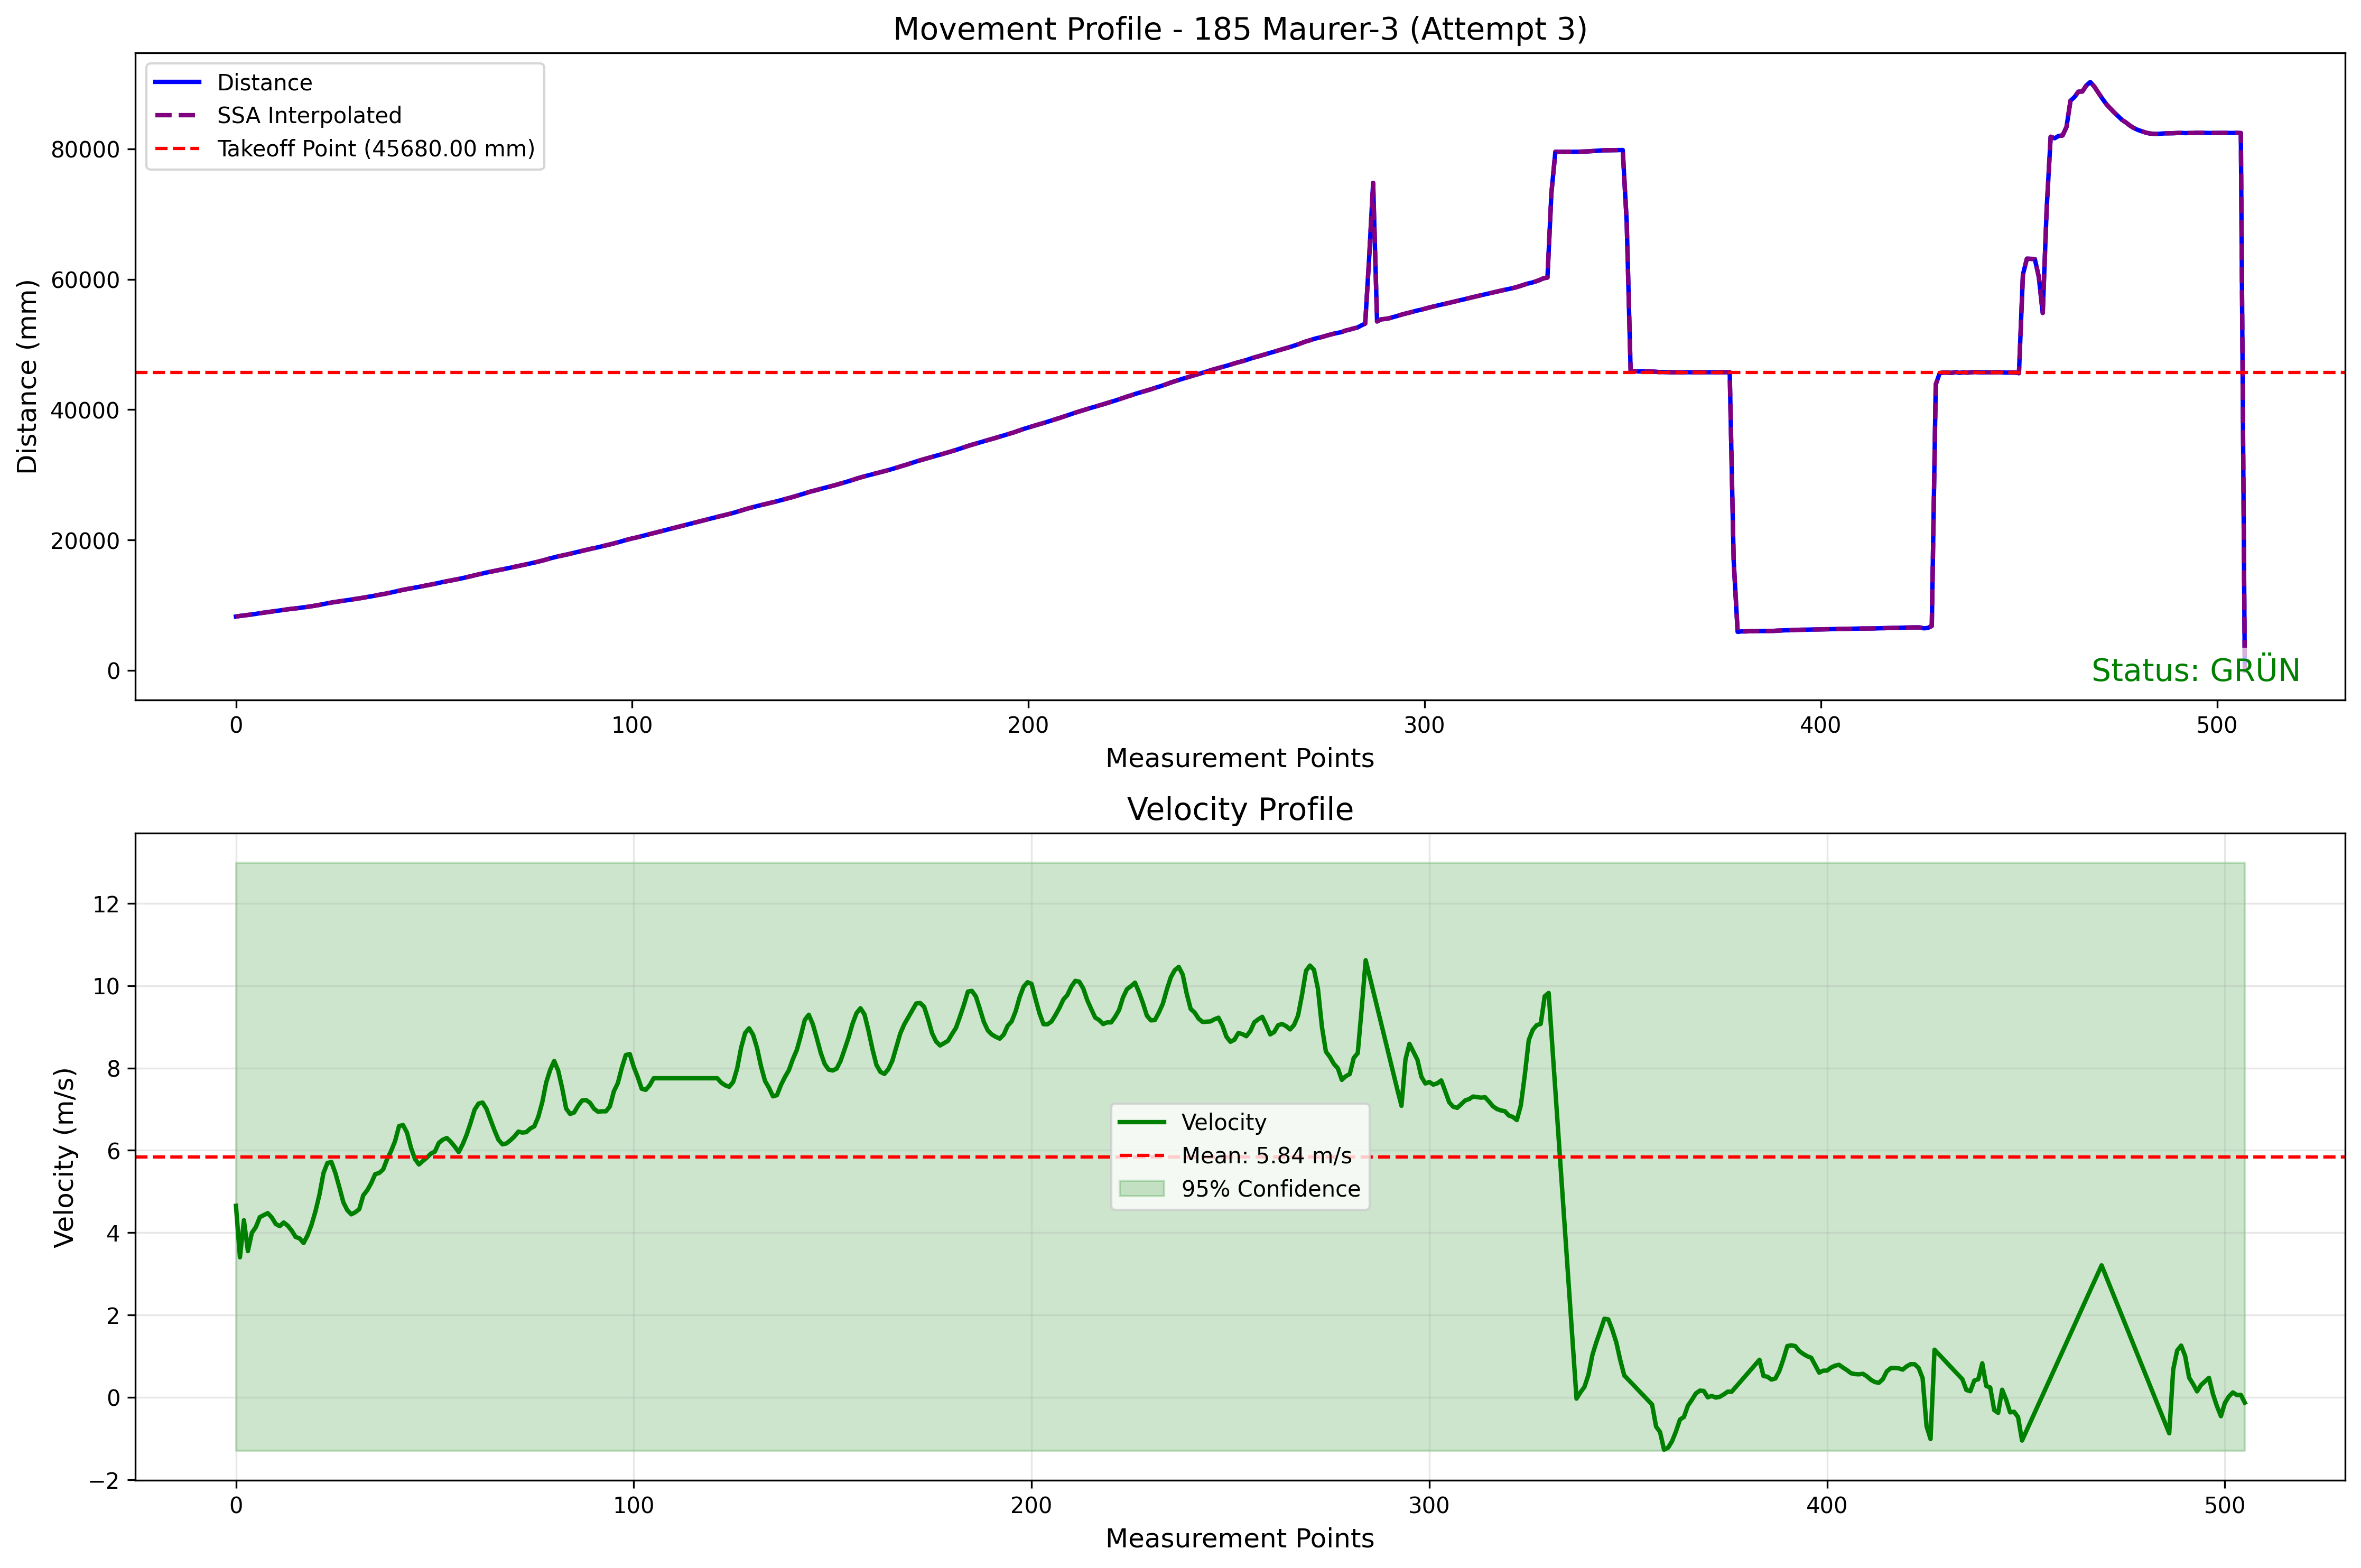 Movement Profile - 185 Maurer-3 (Attempt 3)
Distance
SSA Interpolated
Takeoff Point (45680.00 mm)
Distance (mm)
80000
60000
40000
20000
0
Status: GRÜN
0 100 200 300 400 500
Measurement Points
Velocity Profile
Velocity (m/s)
12
10
8
6
4
2
0
−2
Velocity
Mean: 5.84 m/s
95% Confidence
0 100 200 300 400 500
Measurement Points